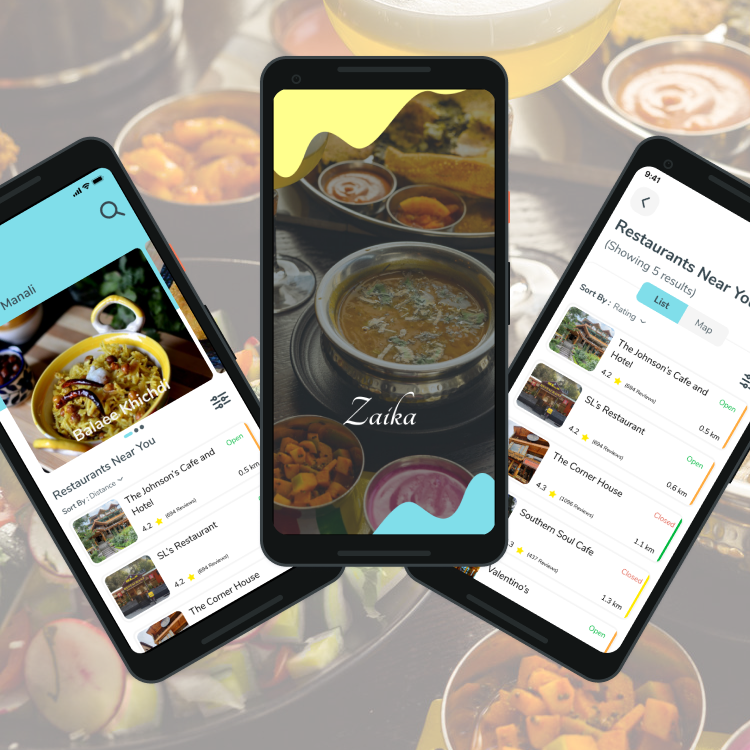 Manali
Balaee Khichdi
Restaurants Near You
Sort By : Distance
The Johnson's Cafe and
Hotel
4.2
(694 Reviews)
Open
0.5 km
SL's Restaurant
4.2
(694 Reviews)
The Corner House
Zaika
9:41
Restaurants Near You
(Showing 5 results)
List
Map
Sort By : Rating
The Johnson's Cafe and
Hotel
4.2
(694 Reviews)
Open
0.5 km
SL's Restaurant
4.2
(694 Reviews)
Open
0.6 km
The Corner House
4.3
(1096 Reviews)
Closed
1.1 km
Southern Soul Cafe
(437 Reviews)
Closed
1.3 km
Valentino's
Open